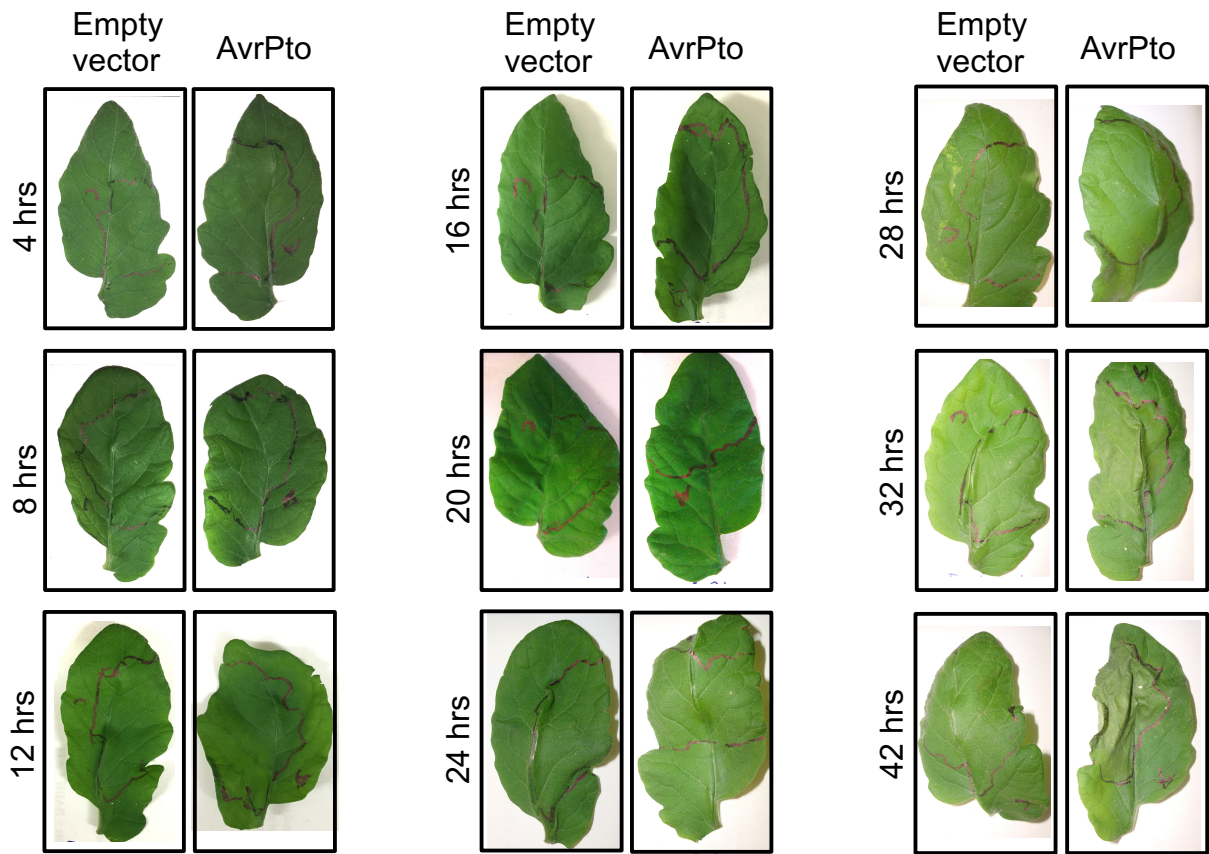 Empty
vector
AvrPto
Empty
vector
AvrPto
Empty
vector
AvrPto
4 hrs
16 hrs
28 hrs
8 hrs
20 hrs
32 hrs
12 hrs
24 hrs
42 hrs